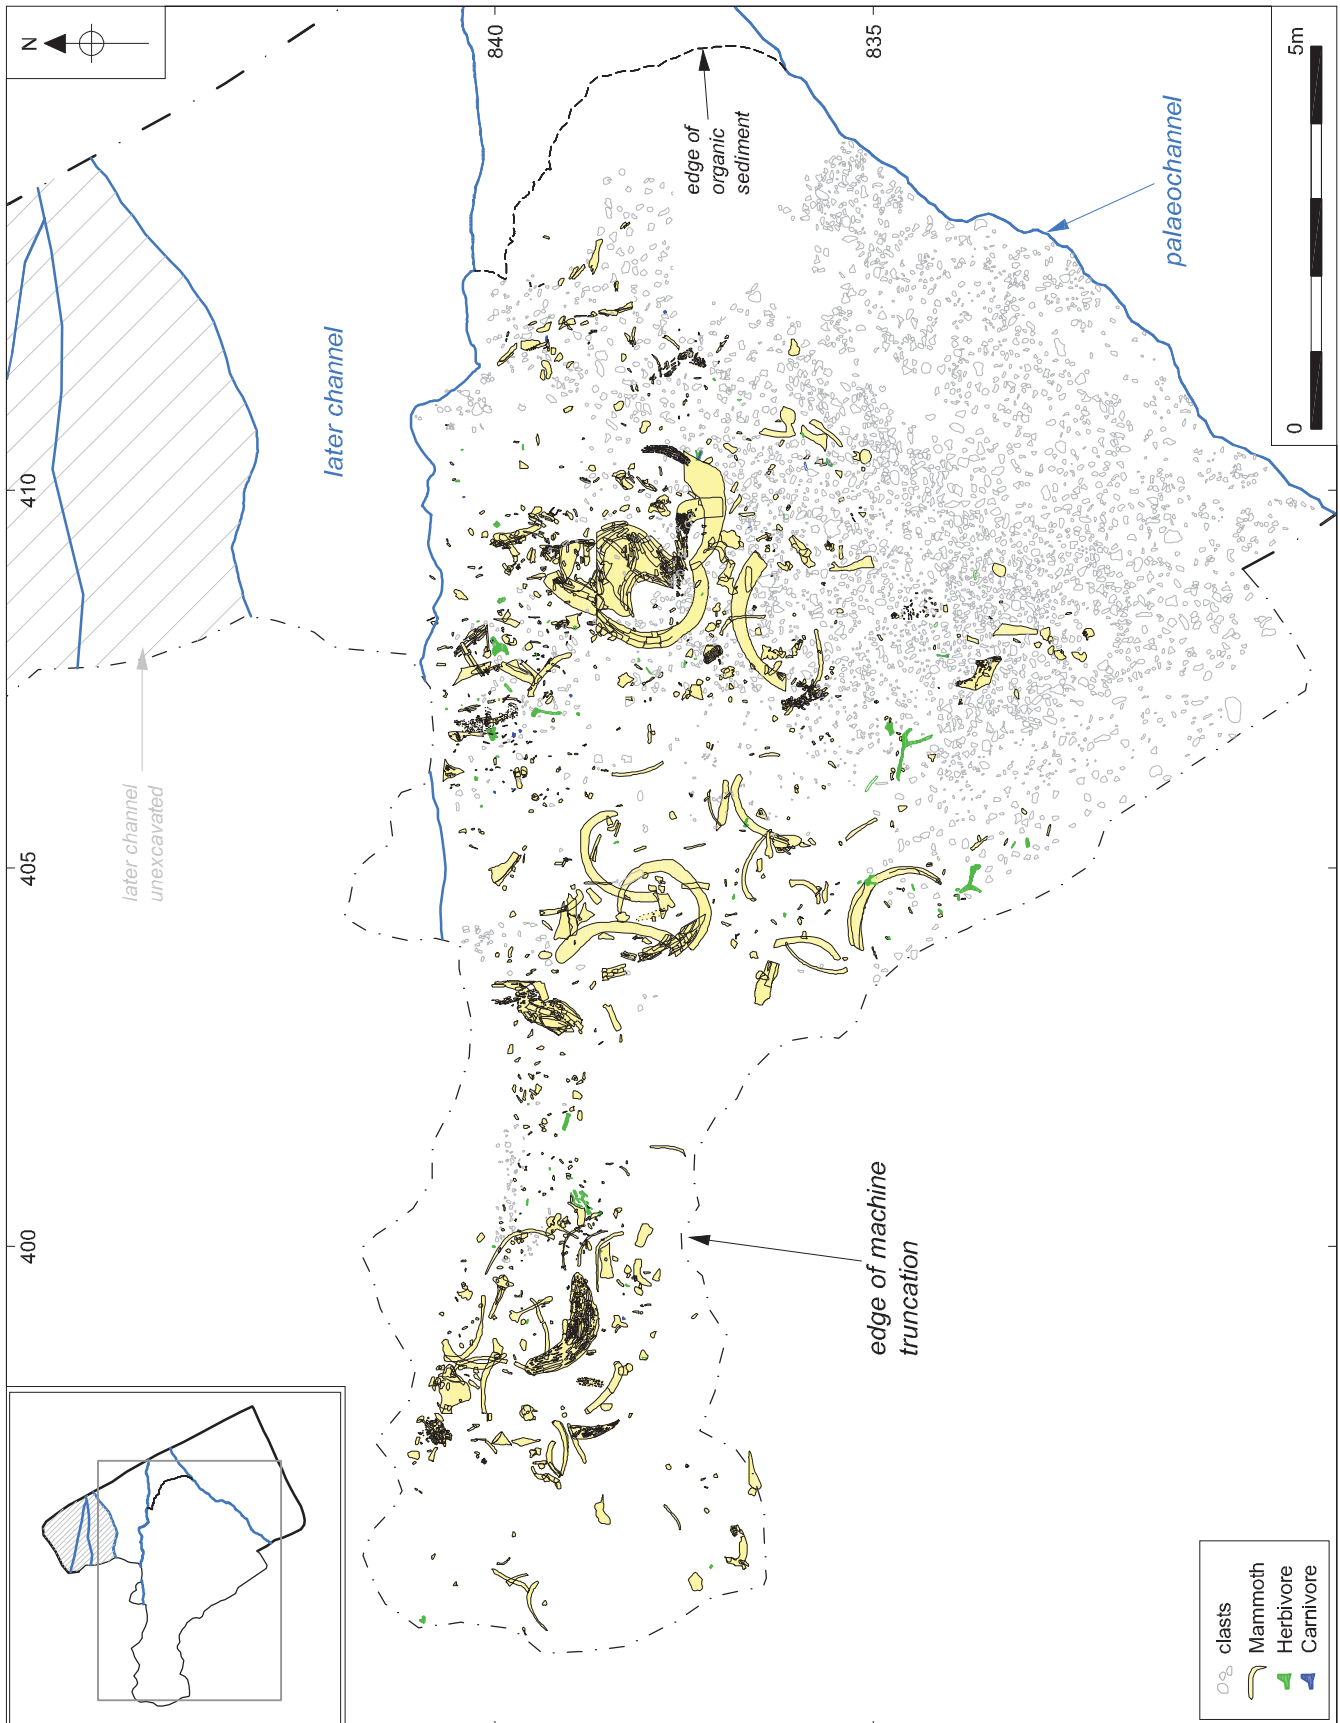 N
840
835
5m
0
edge of
organic
sediment
palaeochannel
later channel
410
later channel
unexcavated
405
400
edge of machine
truncation
clasts
Mammoth
Herbivore
Carnivore